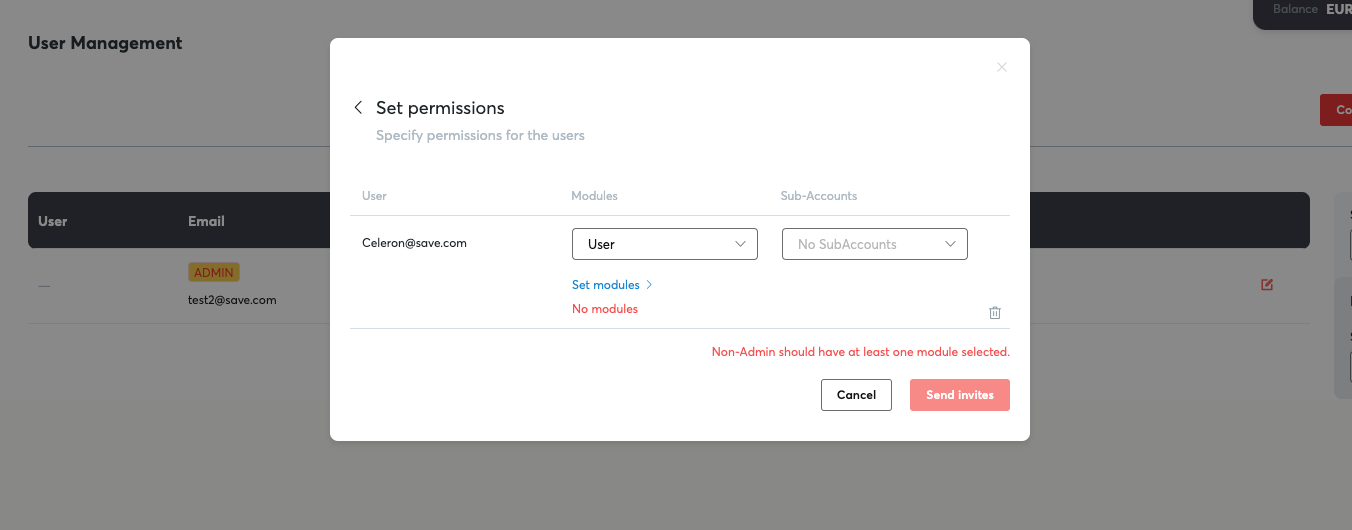 Balance EUR
User Management
Set permissions
Specify permissions for the users
Co
User Modules Sub-Accounts
User Email
Celeron@save.com User No SubAccounts
ADMIN
Set modules
—
test2@save.com
No modules
Non-Admin should have at least one module selected.
Cancel Send invites